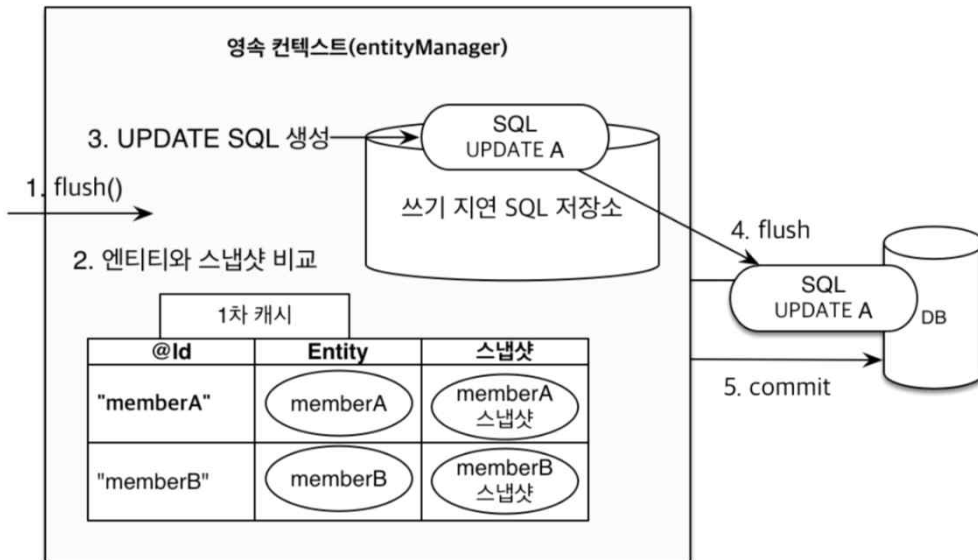 영속 컨텍스트(entityManager)
3. UPDATE SQL 생성
SQL
UPDATE A
1. flush()
쓰기 지연 SQL 저장소
2. 엔티티와 스냅샷 비교
4. flush
SQL
UPDATE A
DB
5. commit
1차 캐시
@Id Entity 스냅샷
"memberA" memberA memberA
스냅샷
"memberB" memberB memberB
스냅샷